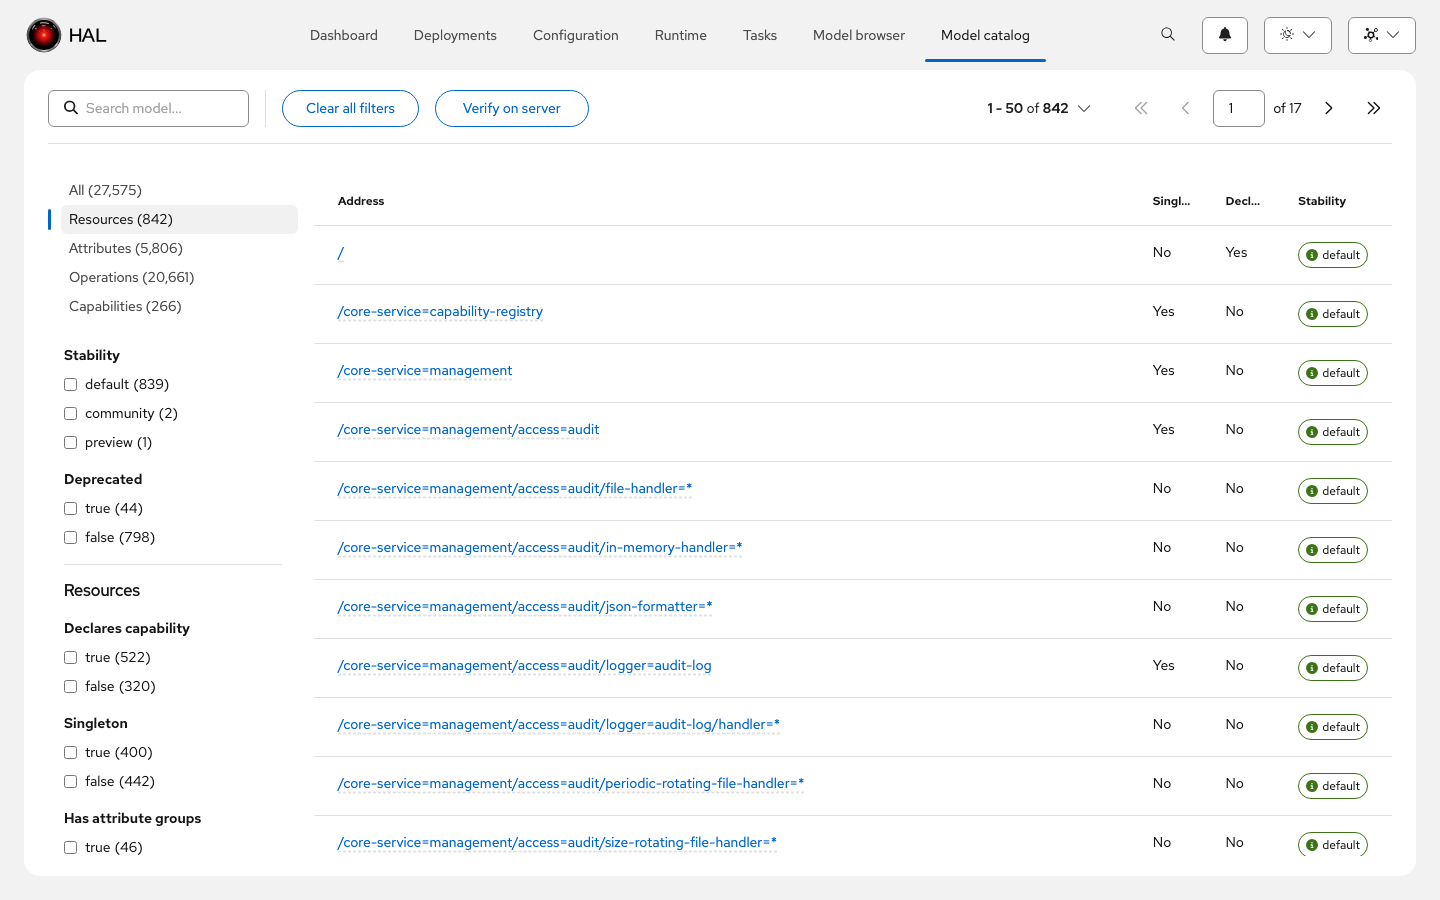 HAL
Dashboard Deployments Configuration Runtime Tasks Model browser Model catalog
Search model... Clear all filters Verify on server 1 - 50 of 842 1 of 17
All (27,575)
Resources (842)
Attributes (5,806)
Operations (20,661)
Capabilities (266)
Stability
default (839)
community (2)
preview (1)
Deprecated
true (44)
false (798)
Resources
Declares capability
true (522)
false (320)
Singleton
true (400)
false (442)
Has attribute groups
true (46)
Address Singl... Decl... Stability
/ No Yes default
/core-service=capability-registry Yes No default
/core-service=management Yes No default
/core-service=management/access=audit Yes No default
/core-service=management/access=audit/file-handler=* No No default
/core-service=management/access=audit/in-memory-handler=* No No default
/core-service=management/access=audit/json-formatter=* No No default
/core-service=management/access=audit/logger=audit-log Yes No default
/core-service=management/access=audit/logger=audit-log/handler=* No No default
/core-service=management/access=audit/periodic-rotating-file-handler=* No No default
/core-service=management/access=audit/size-rotating-file-handler=* No No default